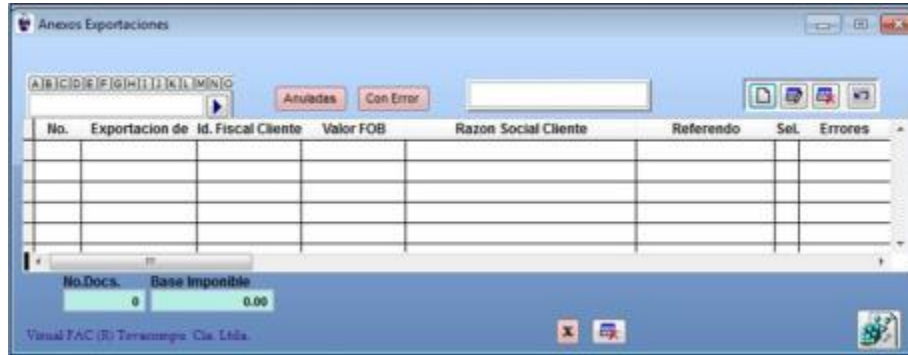 Anexos Exportaciones
A B C D E F G H I J K L M N O
Anuladas Con Error
No. Exportacion de Id. Fiscal Cliente Valor FOB Razon Social Cliente Referendo Sel. Errores
No.Docs. Base Imponible
0 0.00
Visual FAC (R) Cia. Ltda.
x